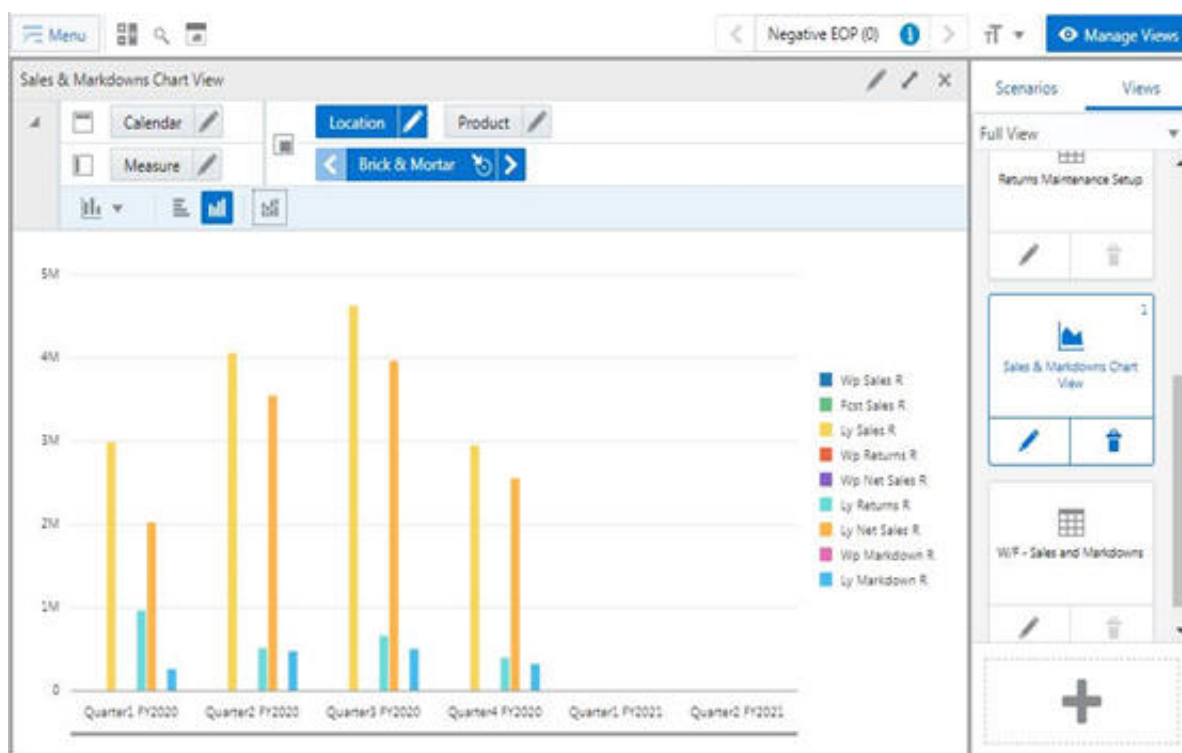 Menu
Negative EOP (0)
Manage Views
Sales & Markdowns Chart View
Calendar
Location
Product
Measure
Brick & Mortar
5M
4M
3M
2M
1M
0
Quarter1 FY2020
Quarter2 FY2020
Quarter3 FY2020
Quarter4 FY2020
Quarter1 FY2021
Quarter2 FY2021
Wp Sales R
Fcst Sales R
Ly Sales R
Wp Returns R
Wp Net Sales R
Ly Returns R
Ly Net Sales R
Wp Markdown R
Ly Markdown R
Scenarios
Views
Full View
Returns Maintenance Setup
1
Sales & Markdowns Chart
View
W/F - Sales and Markdowns